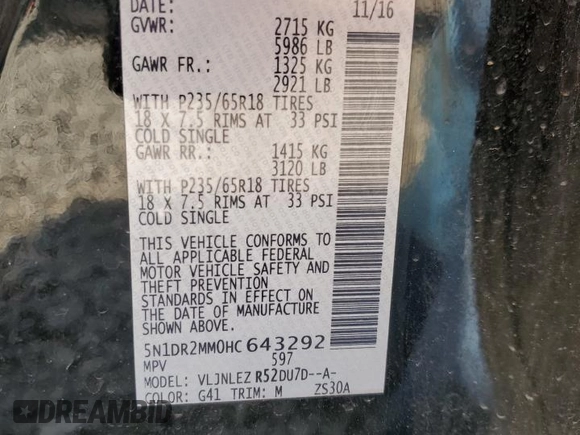 DATE: 11/16
GVWR: 2715 KG
5986 LB
GAWR FR.: 1325 KG
2921 LB
WITH P235/65R18 TIRES
18 X 7.5 RIMS AT 33 PSI
COLD SINGLE
GAWR RR.: 1415 KG
3120 LB
WITH P235/65R18 TIRES
18 X 7.5 RIMS AT 33 PSI
COLD SINGLE
THIS VEHICLE CONFORMS TO
ALL APPLICABLE FEDERAL
MOTOR VEHICLE SAFETY AND
THEFT PREVENTION
STANDARDS IN EFFECT ON
THE DATE OF MANUFACTURE
SHOWN ABOVE.
5N1DR2MM0HC 643292
MPV 597
MODEL: VLJNLEZ R52DU7D--A-
COLOR: G41 TRIM: M ZS30A
DREAMBID